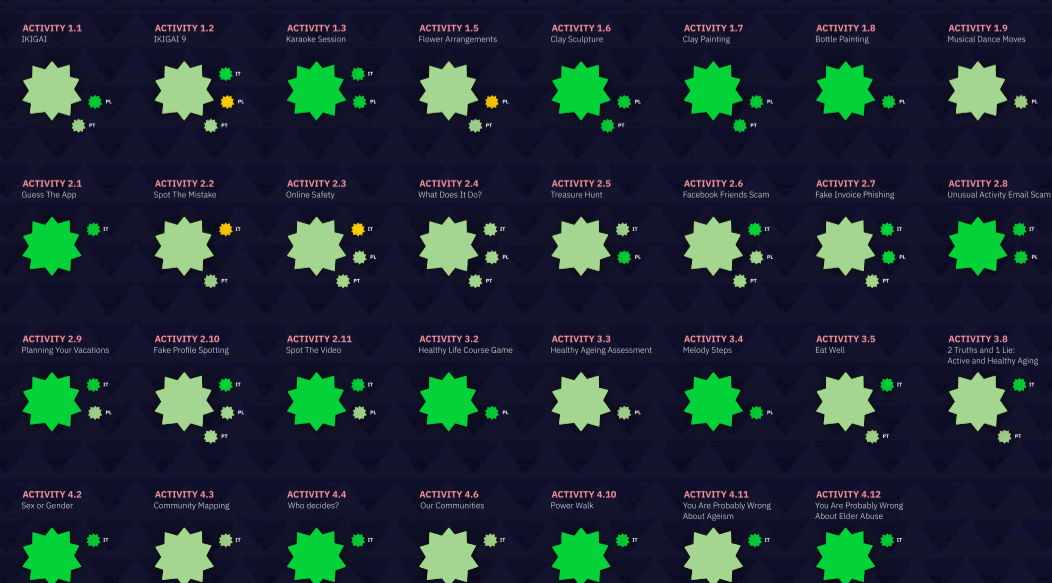 ACTIVITY 1.1
IKIGAI
PL
PT
ACTIVITY 1.2
IKIGAI 9
IT
PL
PT
ACTIVITY 1.3
Karaoke Session
IT
PL
ACTIVITY 1.5
Flower Arrangements
PL
PT
ACTIVITY 1.6
Clay Sculpture
PL
PT
ACTIVITY 1.7
Clay Painting
PL
PT
ACTIVITY 1.8
Bottle Painting
PL
ACTIVITY 1.9
Musical Dance Moves
PL
ACTIVITY 2.1
Guess The App
IT
ACTIVITY 2.2
Spot The Mistake
IT
PT
ACTIVITY 2.3
Online Safety
IT
PL
PT
ACTIVITY 2.4
What Does It Do?
IT
PL
PT
ACTIVITY 2.5
Treasure Hunt
IT
PL
ACTIVITY 2.6
Facebook Friends Scam
IT
PL
PT
ACTIVITY 2.7
Fake Invoice Phishing
IT
PL
PT
ACTIVITY 2.8
Unusual Activity Email Scam
IT
PL
ACTIVITY 2.9
Planning Your Vacations
IT
PL
ACTIVITY 2.10
Fake Profile Spotting
IT
PL
PT
ACTIVITY 2.11
Spot The Video
IT
PL
ACTIVITY 3.2
Healthy Life Course Game
PL
ACTIVITY 3.3
Healthy Ageing Assessment
PL
ACTIVITY 3.4
Melody Steps
PL
ACTIVITY 3.5
Eat Well
IT
PT
ACTIVITY 3.8
2 Truths and 1 Lie:
Active and Healthy Aging
IT
PT
ACTIVITY 4.2
Sex or Gender
IT
ACTIVITY 4.3
Community Mapping
IT
ACTIVITY 4.4
Who decides?
IT
ACTIVITY 4.6
Our Communities
IT
ACTIVITY 4.10
Power Walk
IT
ACTIVITY 4.11
You Are Probably Wrong
About Ageism
IT
ACTIVITY 4.12
You Are Probably Wrong
About Elder Abuse
IT